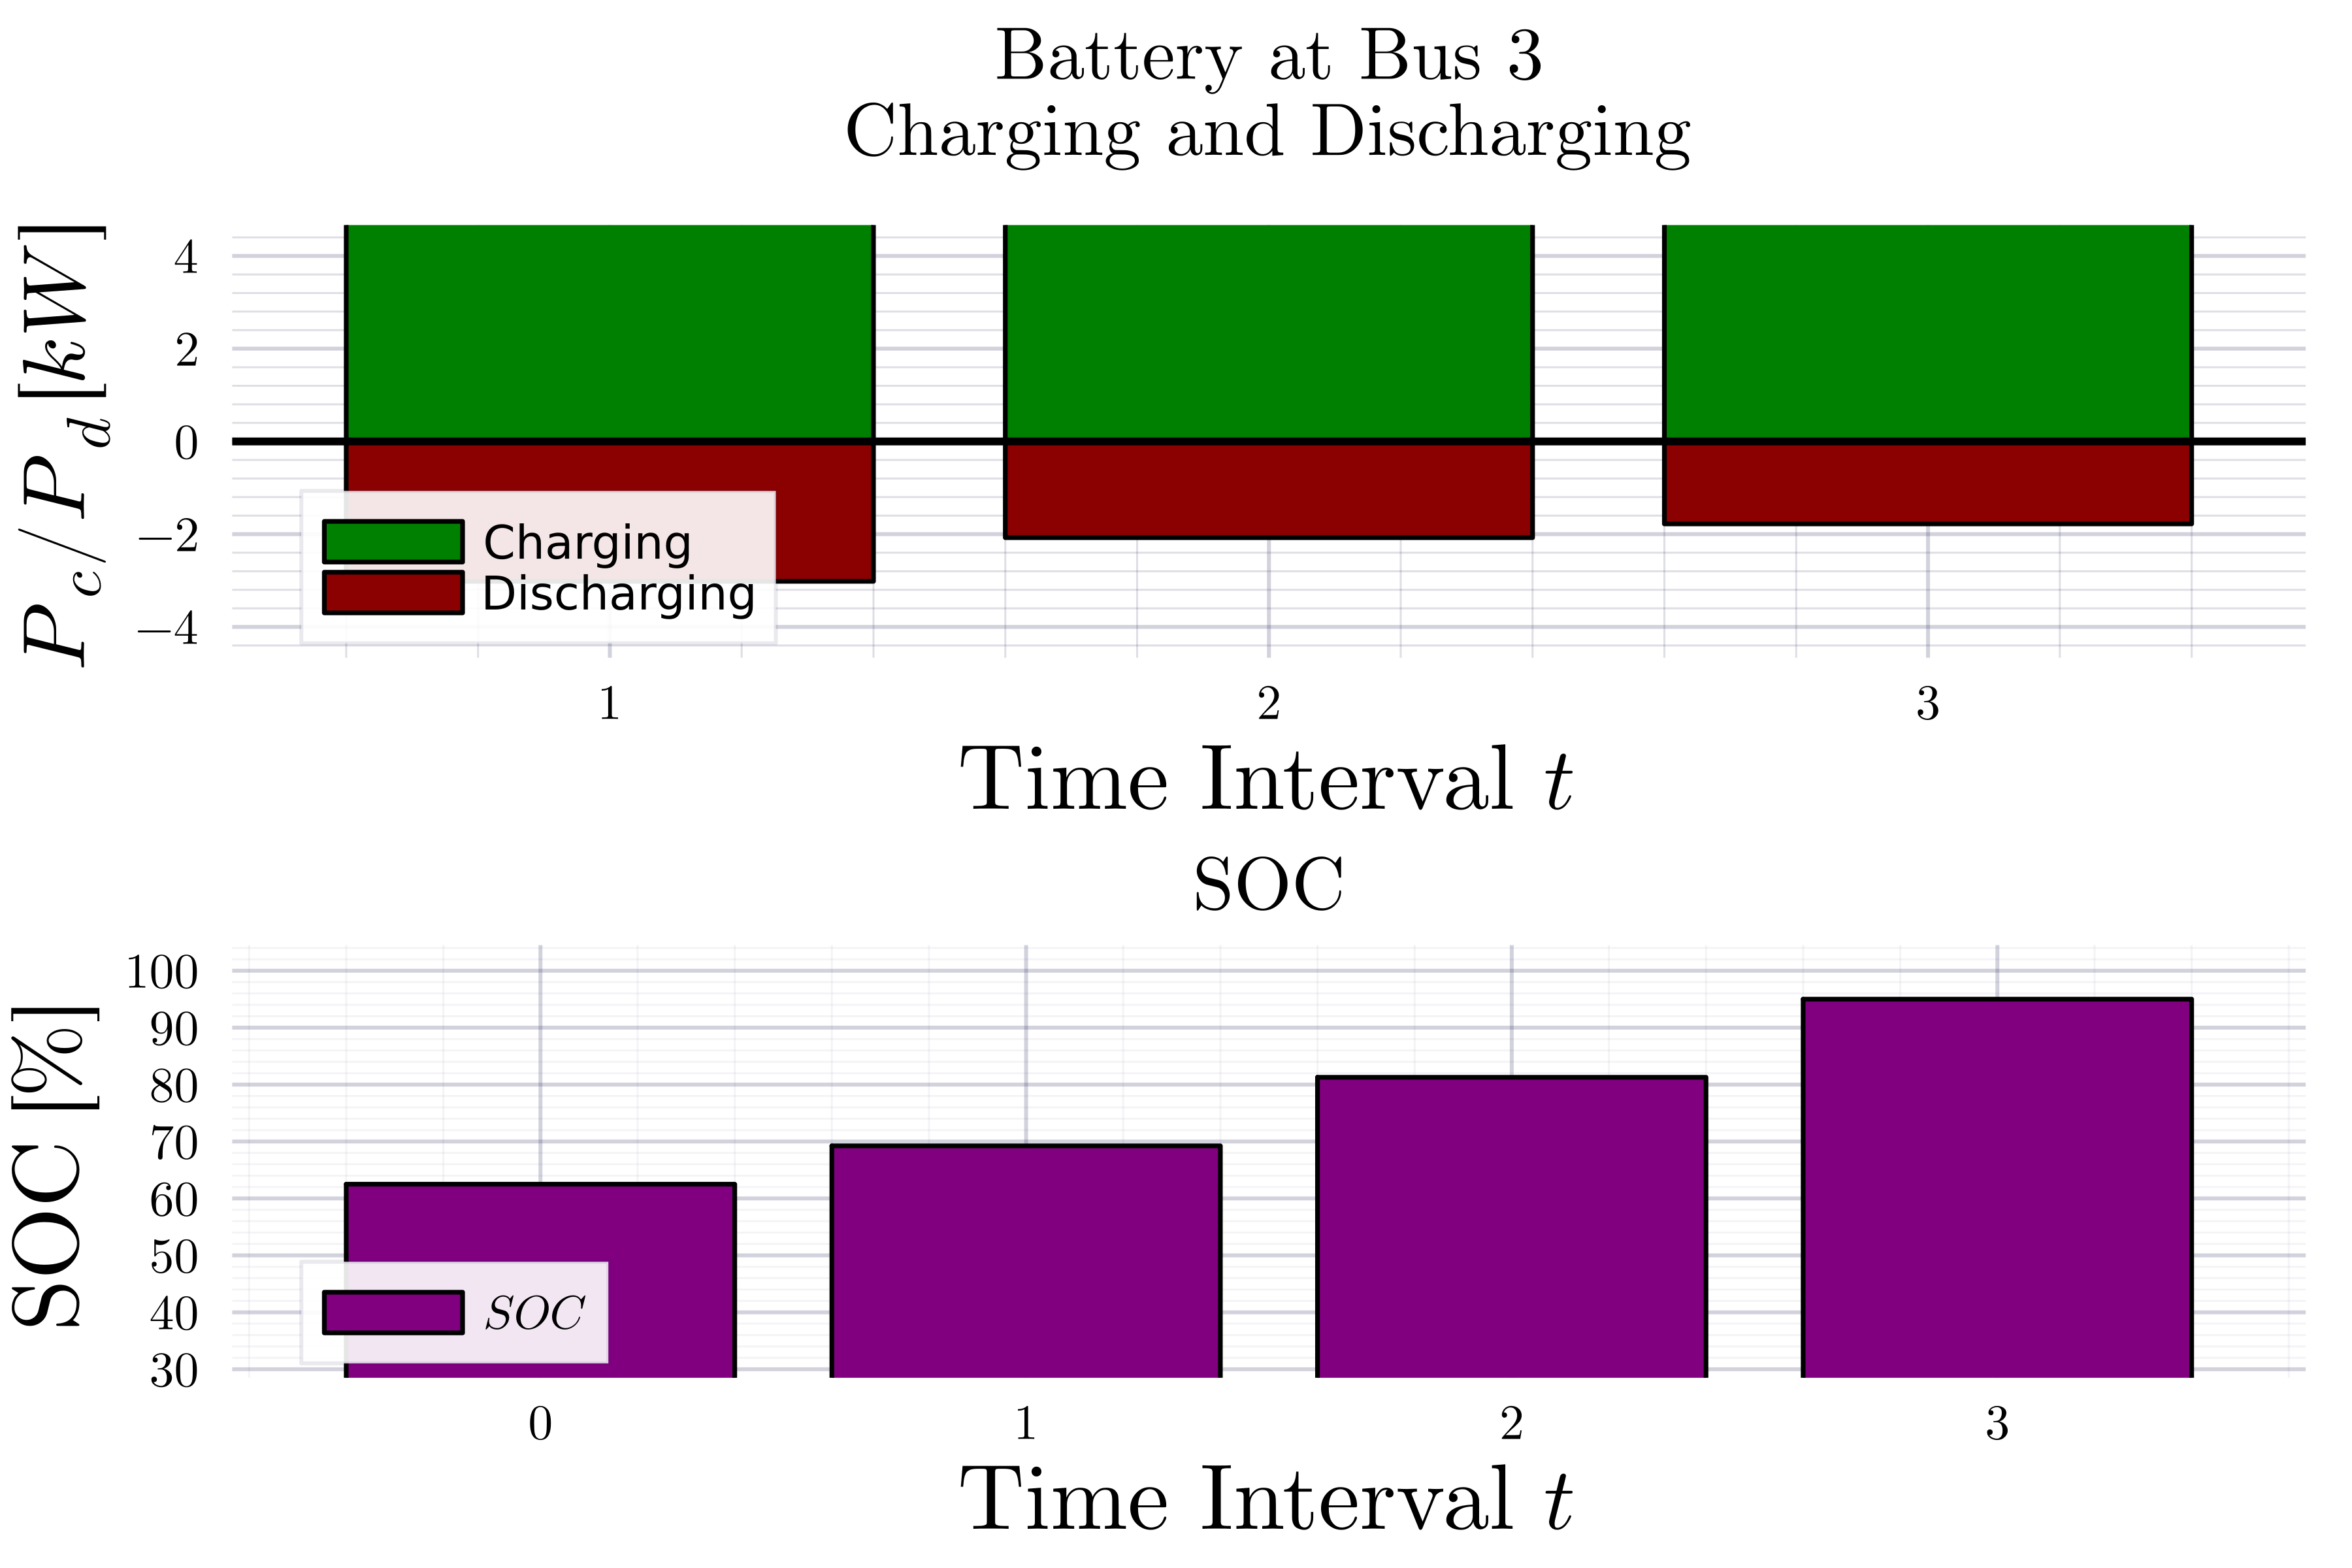 Battery at Bus 3
Charging and Discharging
P_c/P_d [kW]
4
2
0
−2
−4
Charging
Discharging
1 2 3
Time Interval t
SOC
SOC [%]
100
90
80
70
60
50
40
30
SOC
0 1 2 3
Time Interval t